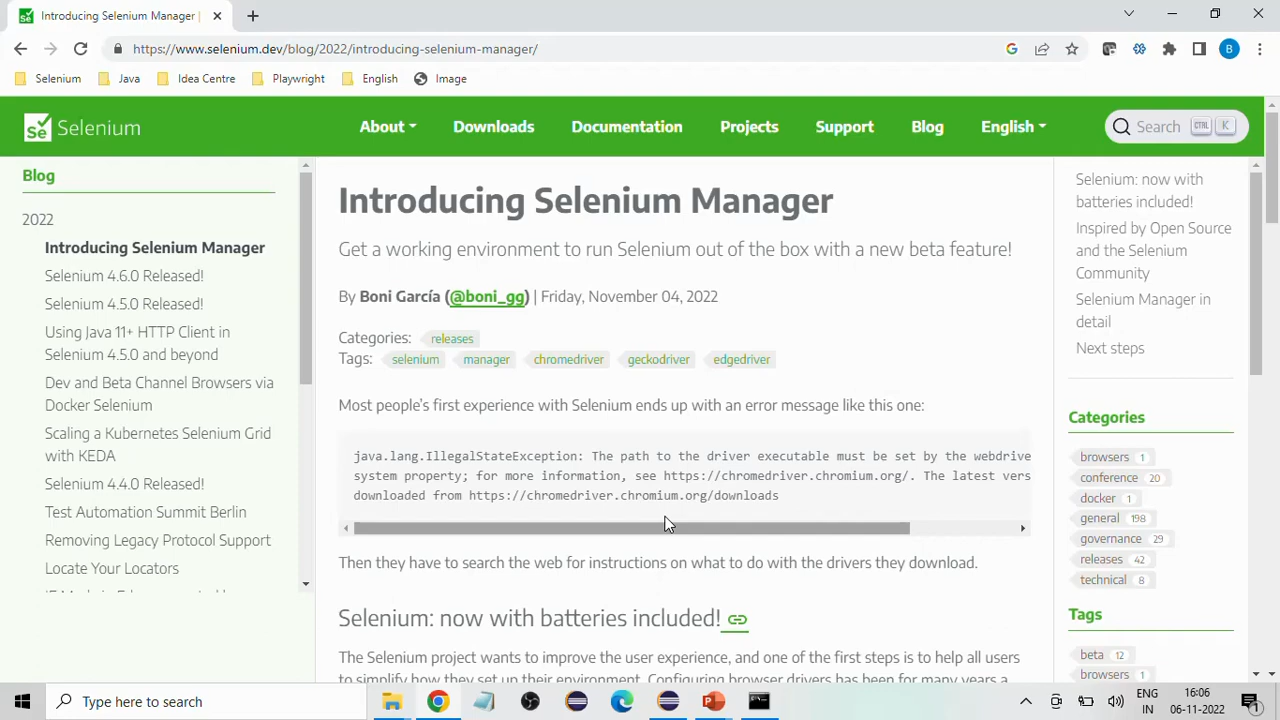 Introducing Selenium Manager |
https://www.selenium.dev/blog/2022/introducing-selenium-manager/
B
Selenium
Java
Idea Centre
Playwright
English
Image
Se Selenium
About
Downloads
Documentation
Projects
Support
Blog
English
Search CTRL K
Blog
2022
Introducing Selenium Manager
Selenium 4.6.0 Released!
Selenium 4.5.0 Released!
Using Java 11+ HTTP Client in
Selenium 4.5.0 and beyond
Dev and Beta Channel Browsers via
Docker Selenium
Scaling a Kubernetes Selenium Grid
with KEDA
Selenium 4.4.0 Released!
Test Automation Summit Berlin
Removing Legacy Protocol Support
Locate Your Locators
Introducing Selenium Manager
Get a working environment to run Selenium out of the box with a new beta feature!
By Boni García (@boni_gg) | Friday, November 04, 2022
Categories: releases
Tags: selenium manager chromedriver geckodriver edgedriver
Most people's first experience with Selenium ends up with an error message like this one:
java.lang.IllegalStateException: The path to the driver executable must be set by the webdrive
system property; for more information, see https://chromedriver.chromium.org/. The latest vers
downloaded from https://chromedriver.chromium.org/downloads
Then they have to search the web for instructions on what to do with the drivers they download.
Selenium: now with batteries included!
The Selenium project wants to improve the user experience, and one of the first steps is to help all users
to simplify how they set up their environment. Configuring browser drivers has been for many years a
Selenium: now with
batteries included!
Inspired by Open Source
and the Selenium
Community
Selenium Manager in
detail
Next steps
Categories
browsers 1
conference 20
docker 1
general 198
governance 29
releases 42
technical 8
Tags
beta 12
browsers 1
Type here to search
ENG
IN
16:06
06-11-2022
1